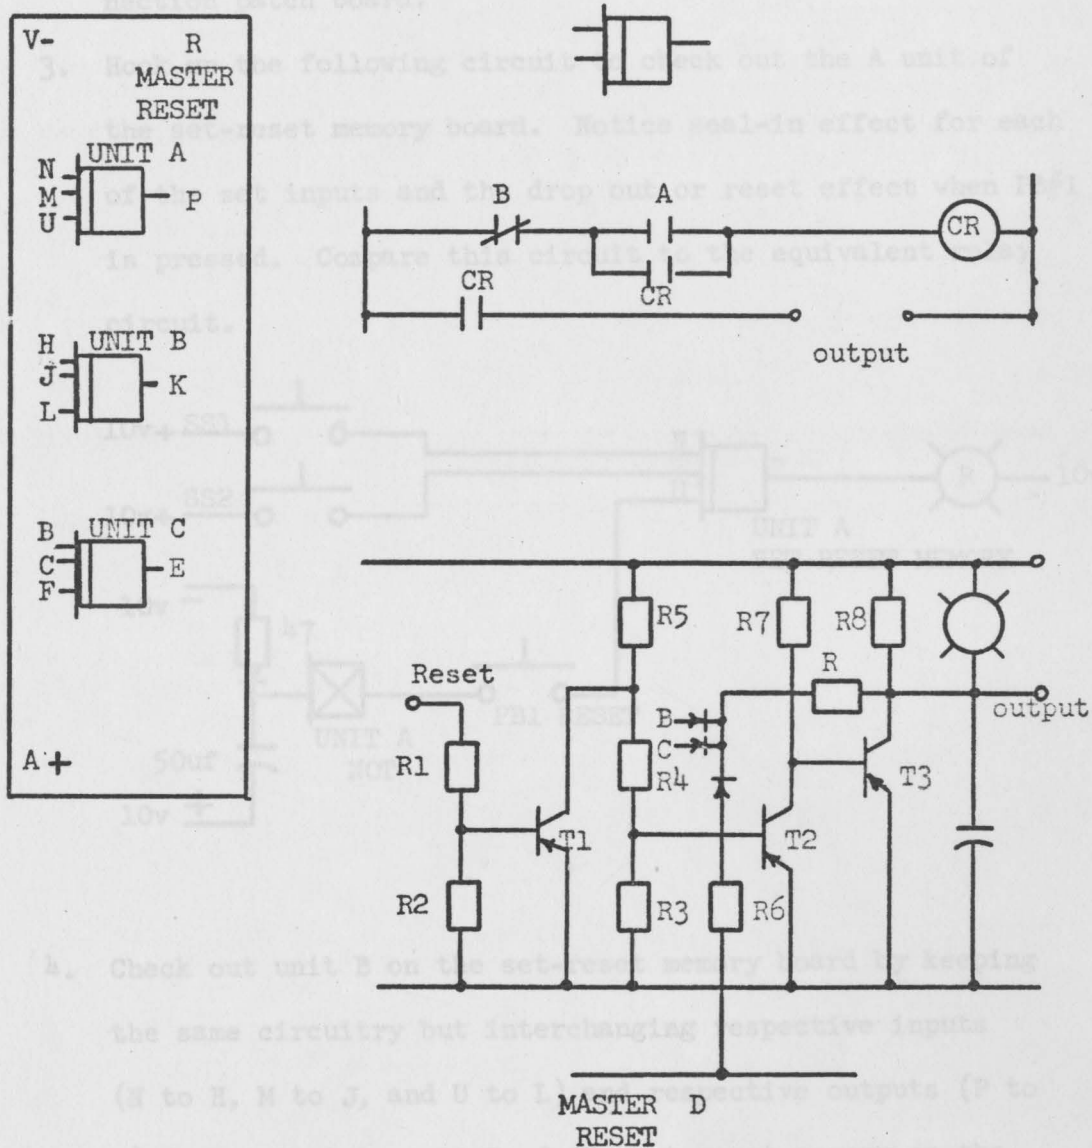 nection patch board.
V-
R
MASTER
RESET
3. Hook up the following circuit to check out the A unit of
the set-reset memory board. Notice seal-in effect for each
of the set inputs and the drop out or reset effect when PB#1
is pressed. Compare this circuit to the equivalent relay
circuit.
UNIT A
N
M
U
P
B
A
CR
CR
CR
output
UNIT B
H
J
L
K
10v+ SS1
10v+ SS2
N
U
R
10
UNIT A
SET RESET MEMORY
UNIT C
B
C
F
E
10v
47
R5
R7
R8
Reset
R
PB1 RESET
B
C
output
UNIT A
NOT
A +
50uf
10v
R1
R4
T3
T1
T2
R2
R3
R6
4. Check out unit B on the set-reset memory board by keeping
the same circuitry but interchanging respective inputs
(N to H, M to J, and U to L) and respective outputs (P to
MASTER D
RESET